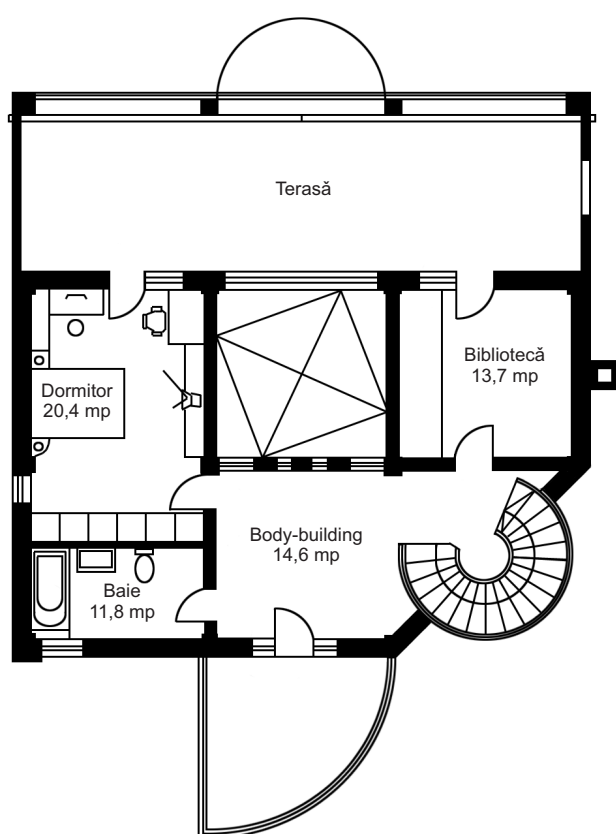 Terasă
Bibliotecă
13,7 mp
Dormitor
20,4 mp
Body-building
14,6 mp
Baie
11,8 mp